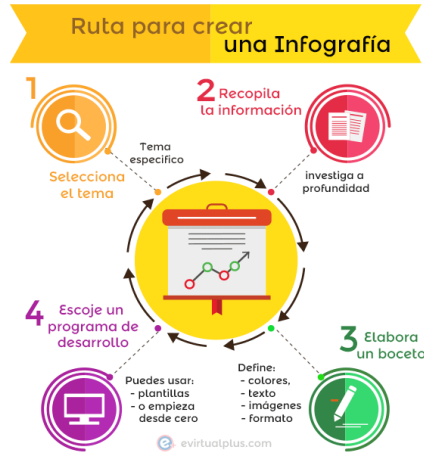 Ruta para crear
una Infografía
1
Selecciona
el tema
Tema
especifico
2 Recopila
la información
investiga a
profundidad
3 Elabora
un boceto
Define:
- colores,
- texto
- imágenes
- formato
4 Escoje un
programa de
desarrollo
Puedes usar:
- plantillas
- o empieza
desde cero
evirtualplus.com